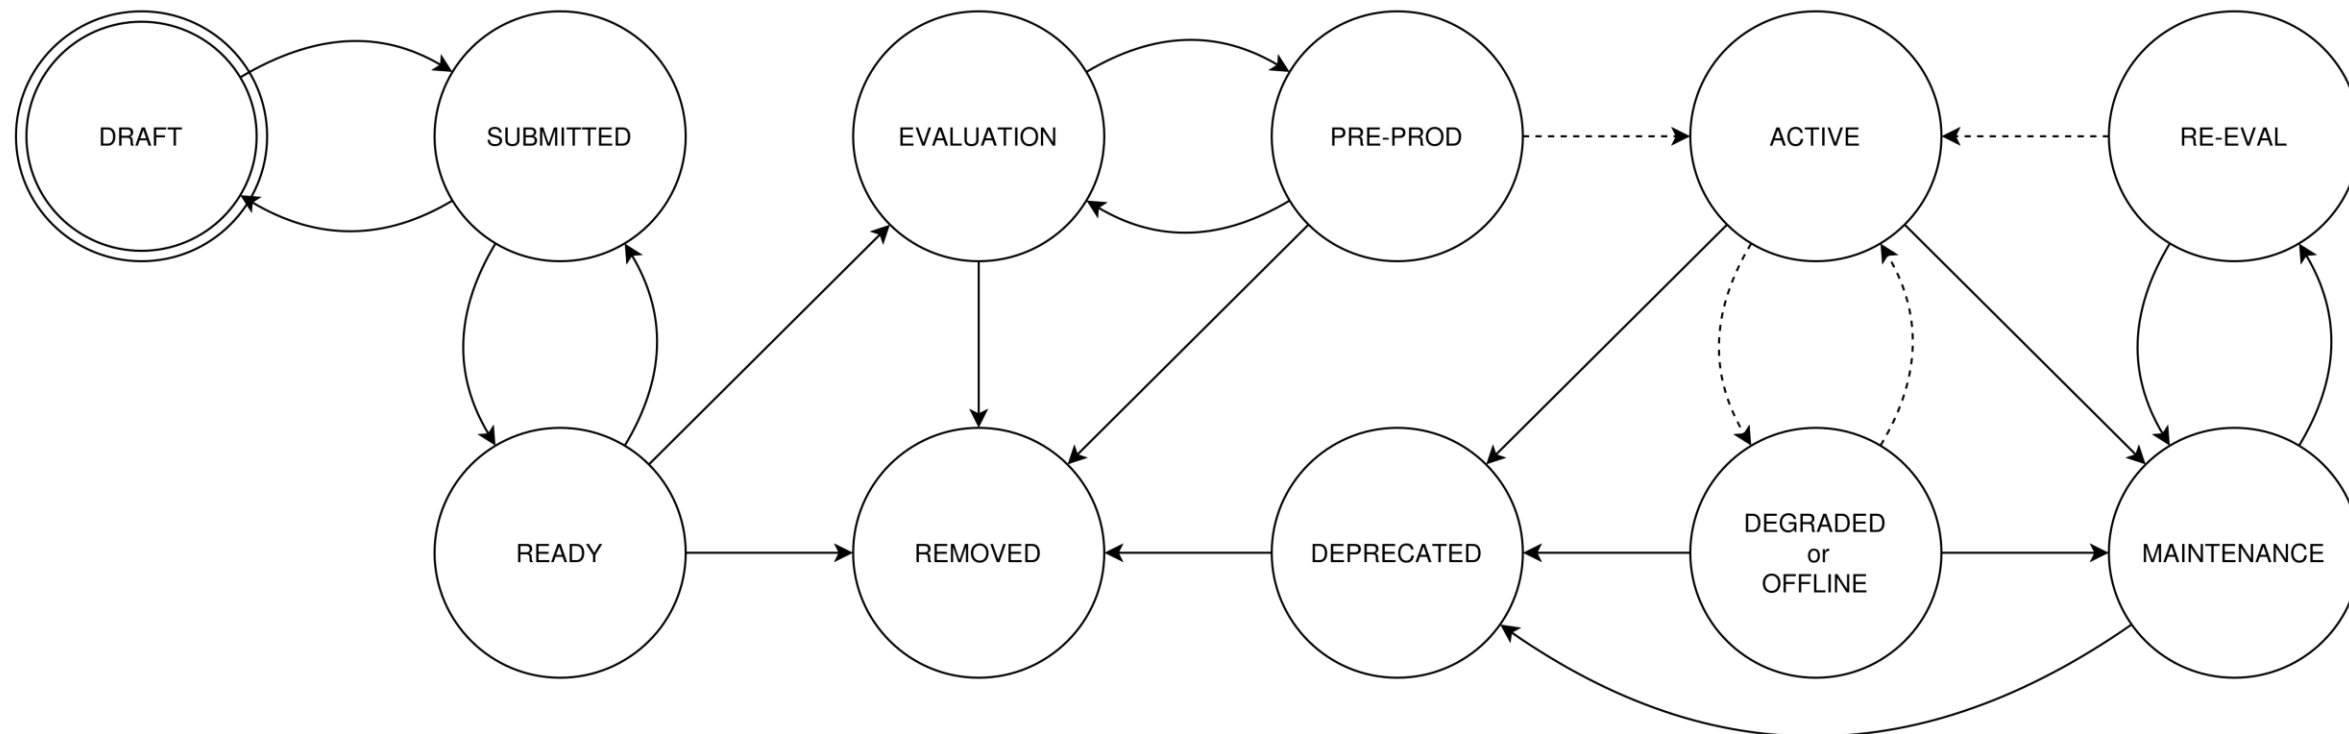 DRAFT
SUBMITTED
EVALUATION
PRE-PROD
ACTIVE
RE-EVAL
READY
REMOVED
DEPRECATED
DEGRADED
or
OFFLINE
MAINTENANCE